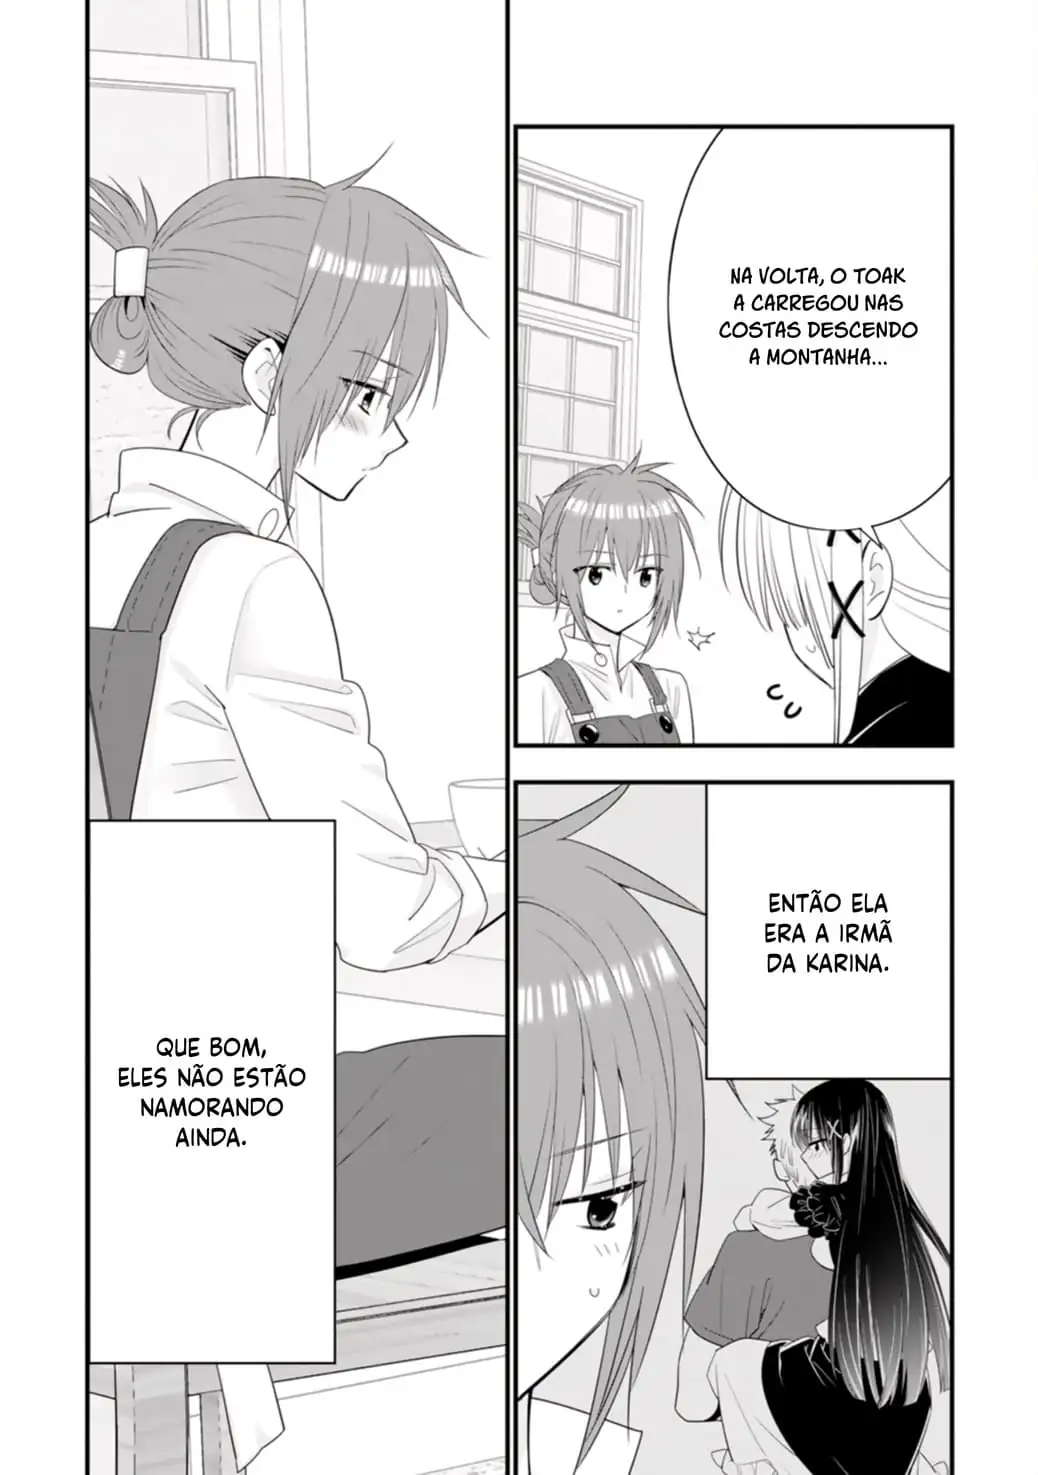 NA VOLTA, O TOAK
A CARREGOU NAS
COSTAS DESCENDO
A MONTANHA...
ENTÃO ELA
ERA A IRMÃ
DA KARINA.
QUE BOM,
ELES NÃO ESTÃO
NAMORANDO
AINDA.